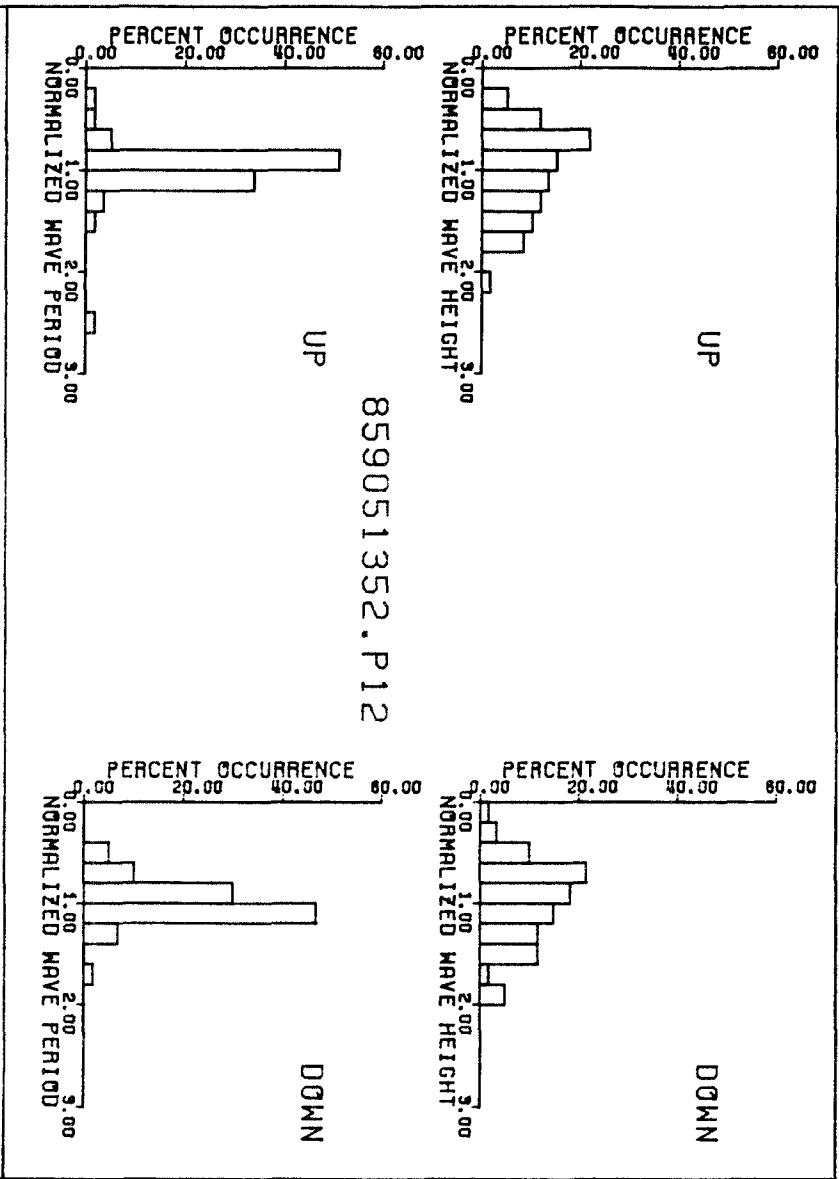 PERCENT OCCURRENCE
0.00 20.00 40.00 60.00
0.00 1.00 2.00 3.00
NORMALIZED WAVE HEIGHT
UP
PERCENT OCCURRENCE
0.00 20.00 40.00 60.00
0.00 1.00 2.00 3.00
NORMALIZED WAVE HEIGHT
DOWN
859051352.P12
PERCENT OCCURRENCE
0.00 20.00 40.00 60.00
0.00 1.00 2.00 3.00
NORMALIZED WAVE PERIOD
UP
PERCENT OCCURRENCE
0.00 20.00 40.00 60.00
0.00 1.00 2.00 3.00
NORMALIZED WAVE PERIOD
DOWN